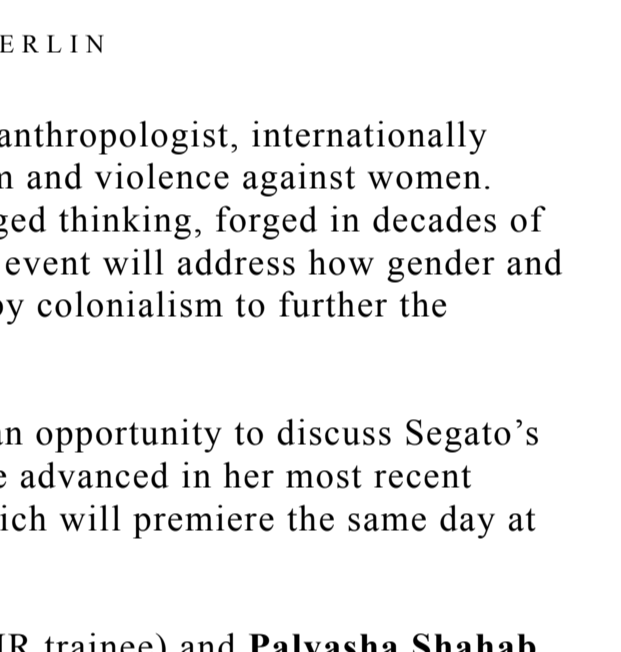 ERLIN
anthropologist, internationally
and violence against women.
ged thinking, forged in decades of
event will address how gender and
by colonialism to further the
an opportunity to discuss Segato’s
e advanced in her most recent
ich will premiere the same day at
IR trainee) and Palvasha Shahab